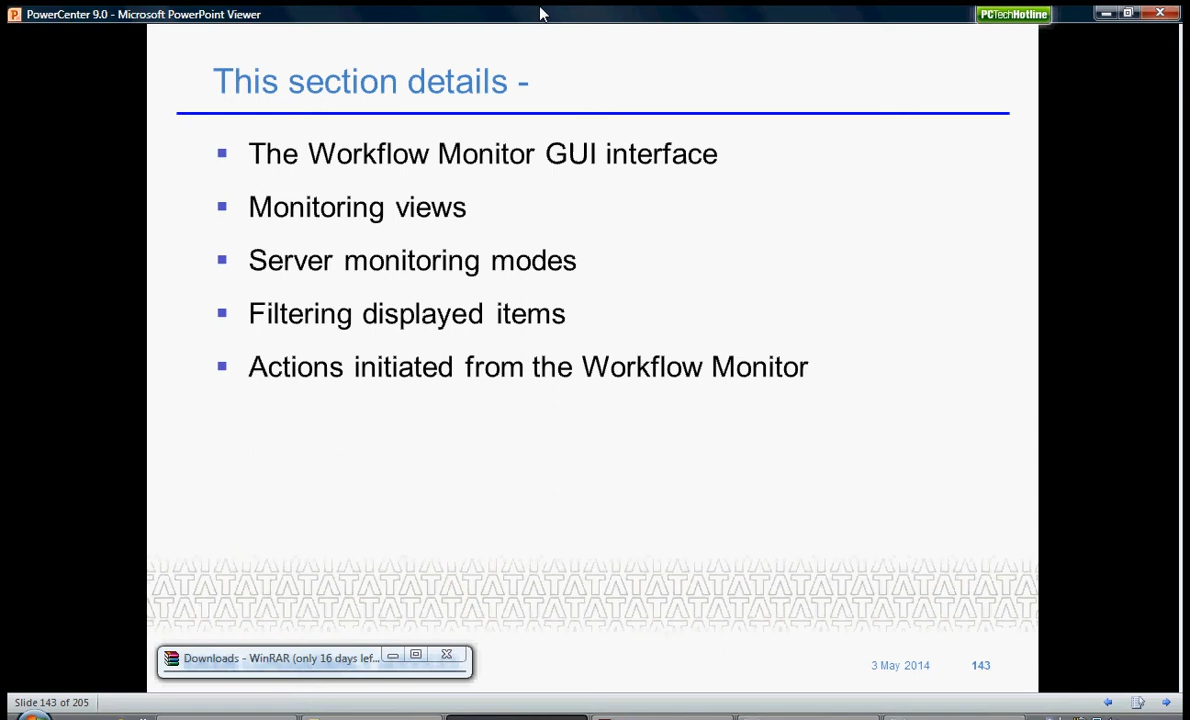 PowerCenter 9.0 - Microsoft PowerPoint Viewer
PCTechHotline
This section details -
The Workflow Monitor GUI interface
Monitoring views
Server monitoring modes
Filtering displayed items
Actions initiated from the Workflow Monitor
Downloads - WinRAR (only 16 days lef...
3 May 2014
143
Slide 143 of 205